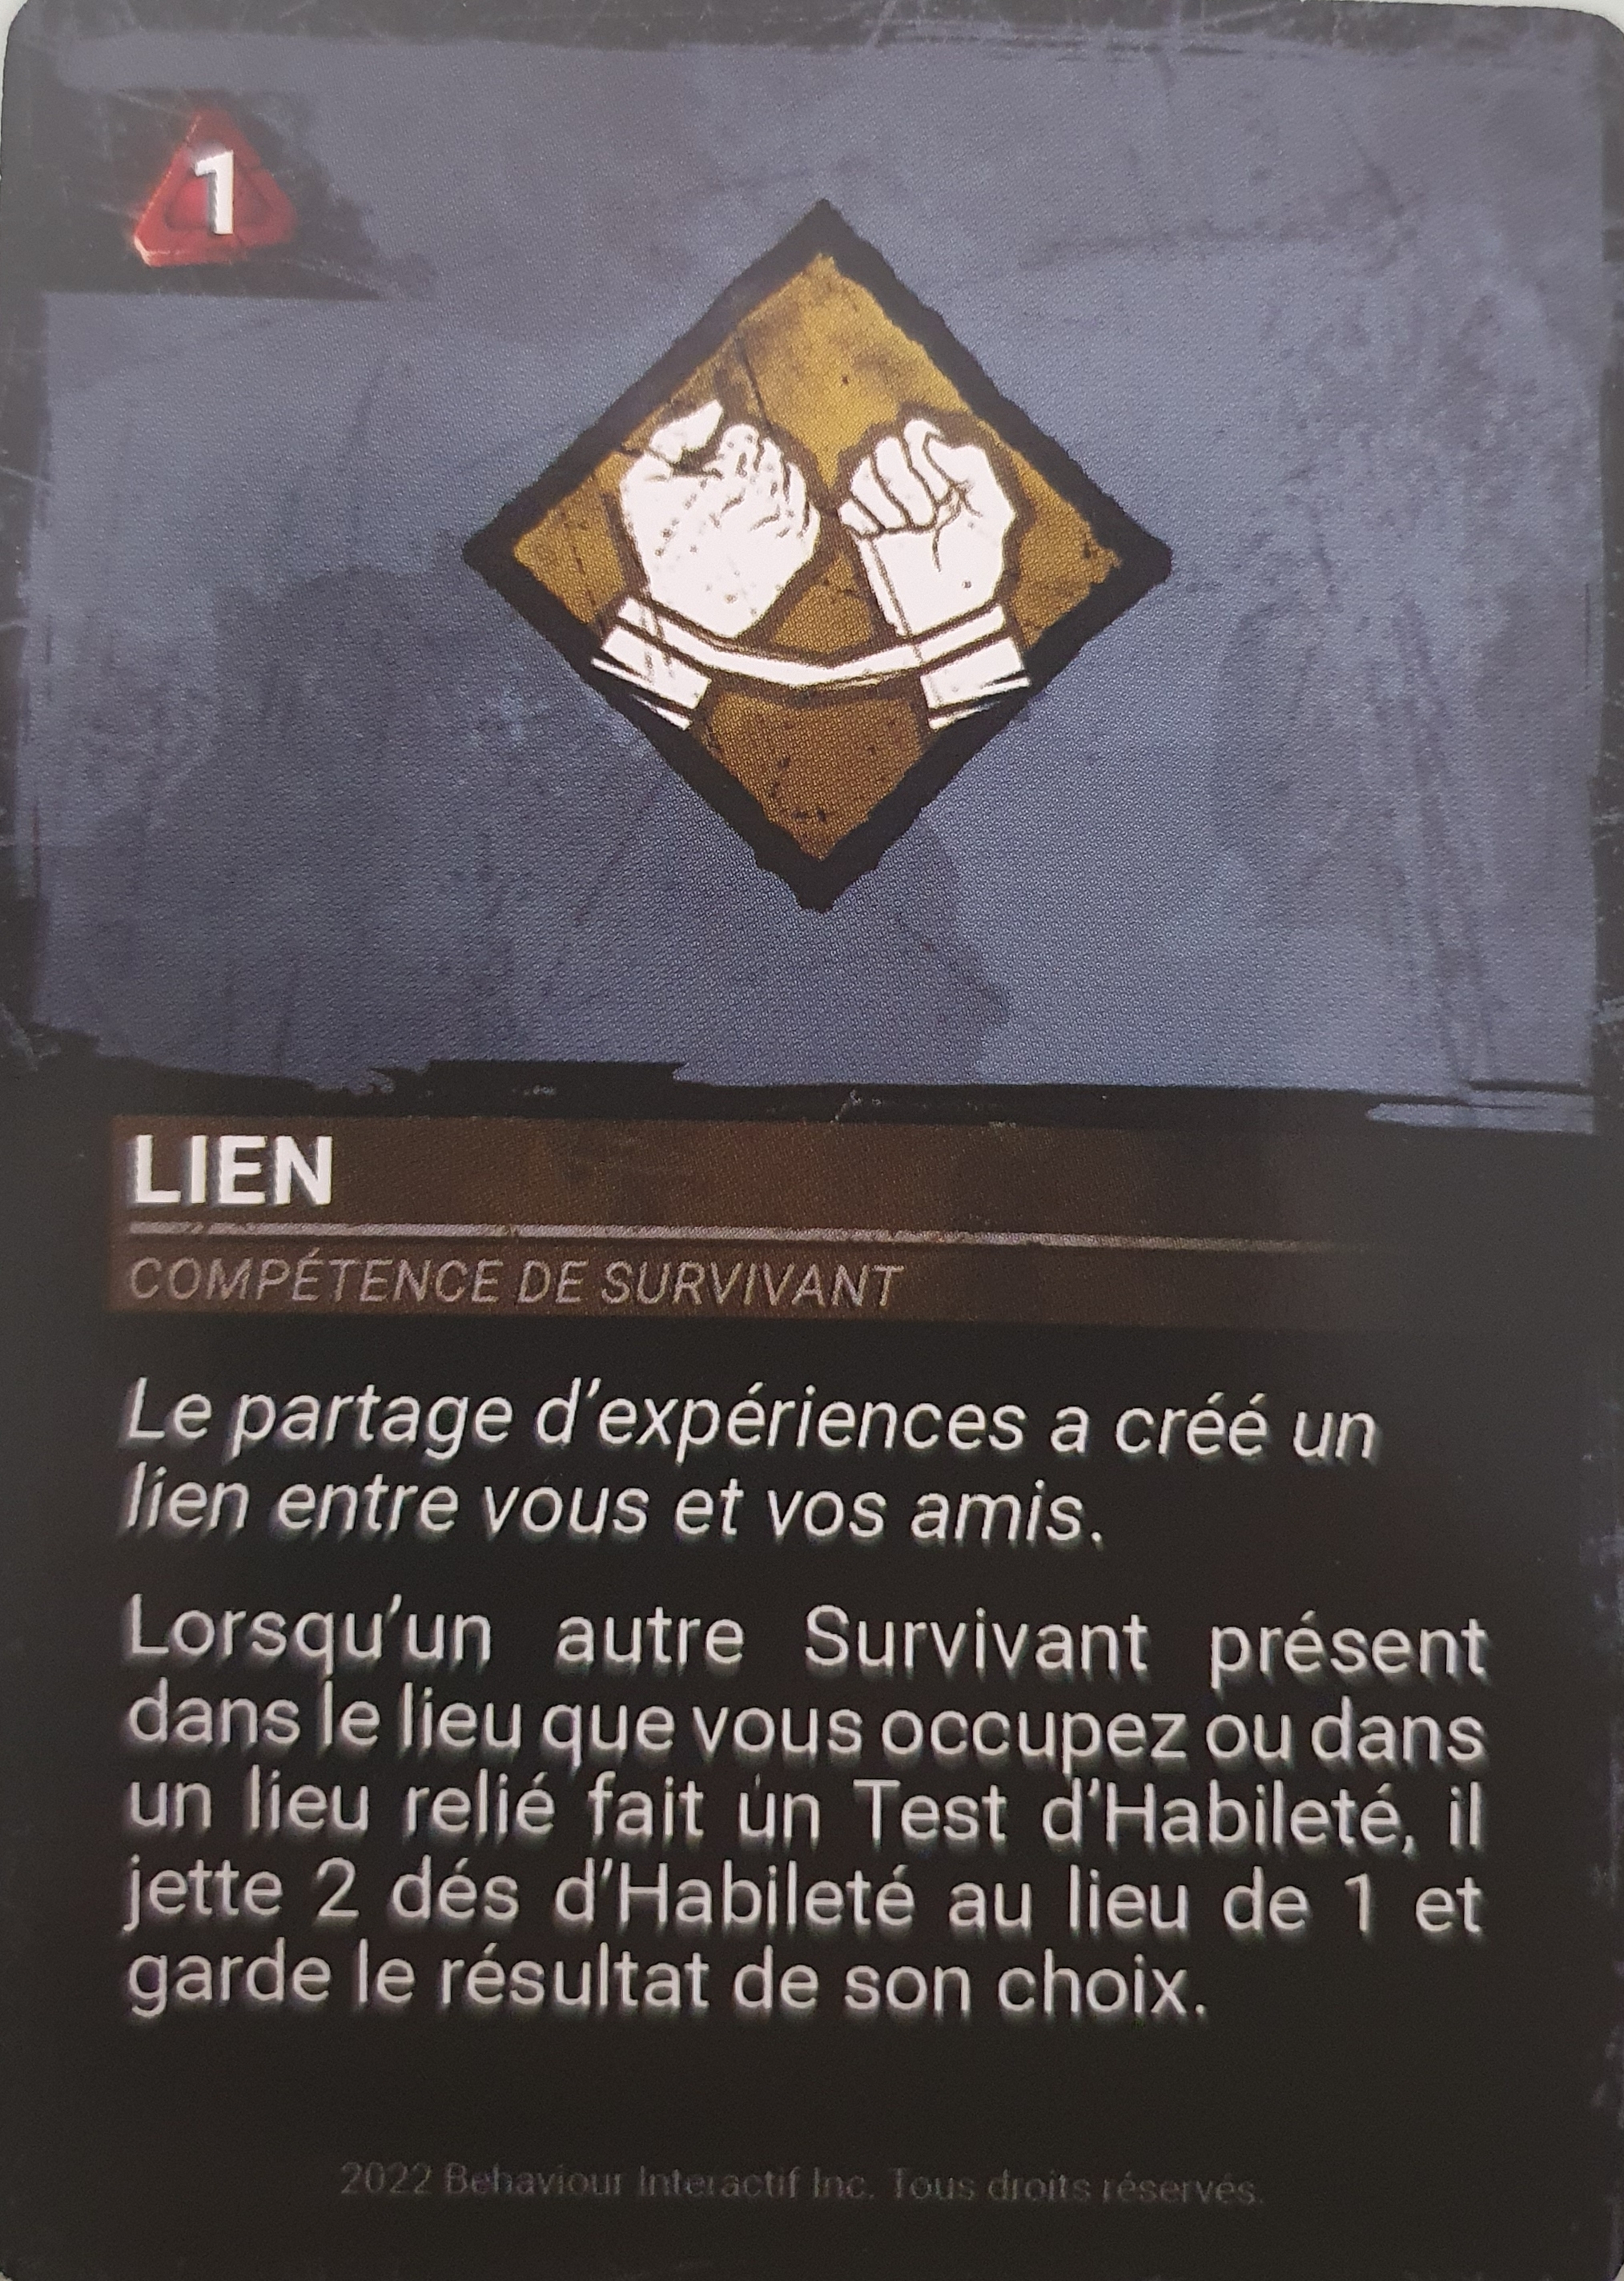 1
LIEN
COMPÉTENCE DE SURVIVANT
Le partage d'expériences a créé un
lien entre vous et vos amis.
Lorsqu'un autre Survivant présent
dans le lieu que vous occupez ou dans
un lieu relié fait un Test d'Habileté, il
jette 2 dés d'Habileté au lieu de 1 et
garde le résultat de son choix.
2022 Behaviour Interactif Inc. Tous droits réservés.